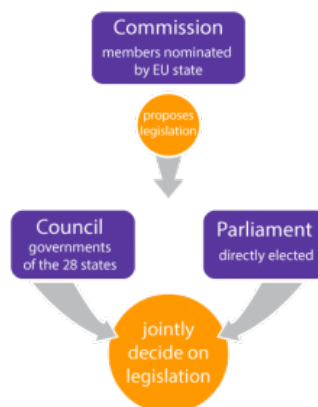 Commission
members nominated
by EU state
proposes
legislation
Council
governments
of the 28 states
Parliament
directly elected
jointly
decide on
legislation